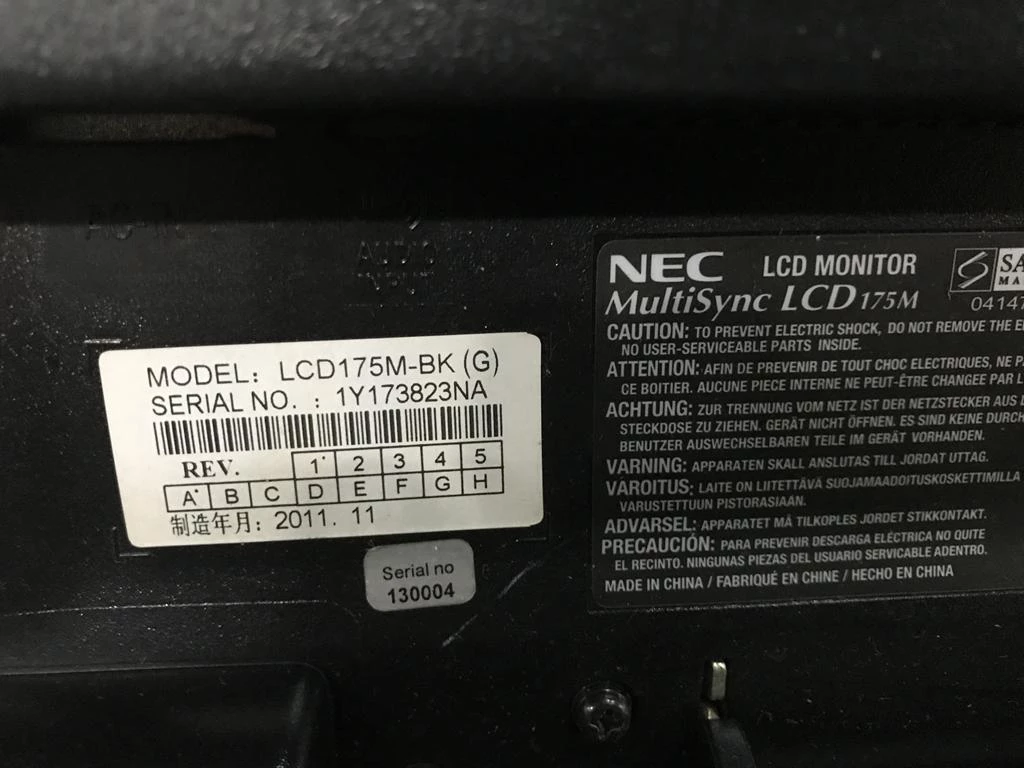 AUDIO
INPUT
MODEL: LCD175M-BK (G)
SERIAL NO. : 1Y173823NA
REV. 1 2 3 4 5
A B C D E F G H
制造年月: 2011. 11
Serial no
130004
NEC LCD MONITOR
MultiSync LCD 175M
04147
CAUTION: TO PREVENT ELECTRIC SHOCK, DO NOT REMOVE THE
NO USER-SERVICEABLE PARTS INSIDE.
ATTENTION: AFIN DE PREVENIR DE TOUT CHOC ELECTRIQUES, NE
CE BOITIER. AUCUNE PIECE INTERNE NE PEUT-ÊTRE CHANGEE PAR
ACHTUNG: ZUR TRENNUNG VOM NETZ IST DER NETZSTECKER AUS
STECKDOSE ZU ZIEHEN. GERÄT NICHT ÖFFNEN. ES SIND KEINE DURCH
BENUTZER AUSWECHSELBAREN TEILE IM GERÄT VORHANDEN.
VARNING: APPARATEN SKALL ANSLUTAS TILL JORDAT UTTAG.
VAROITUS: LAITE ON LIITETTÄVÄ SUOJAMAADOITUSKOSKETTIMILLA
VARUSTETTUUN PISTORASIAAN.
ADVARSEL: APPARATET MÅ TILKOPLES JORDET STIKKONTAKT.
PRECAUCIÓN: PARA PREVENIR DESCARGA ELÉCTRICA NO QUITE
EL RECINTO. NINGUNAS PIEZAS DEL USUARIO SERVICABLE ADENTRO.
MADE IN CHINA / FABRIQUÉ EN CHINE / HECHO EN CHINA